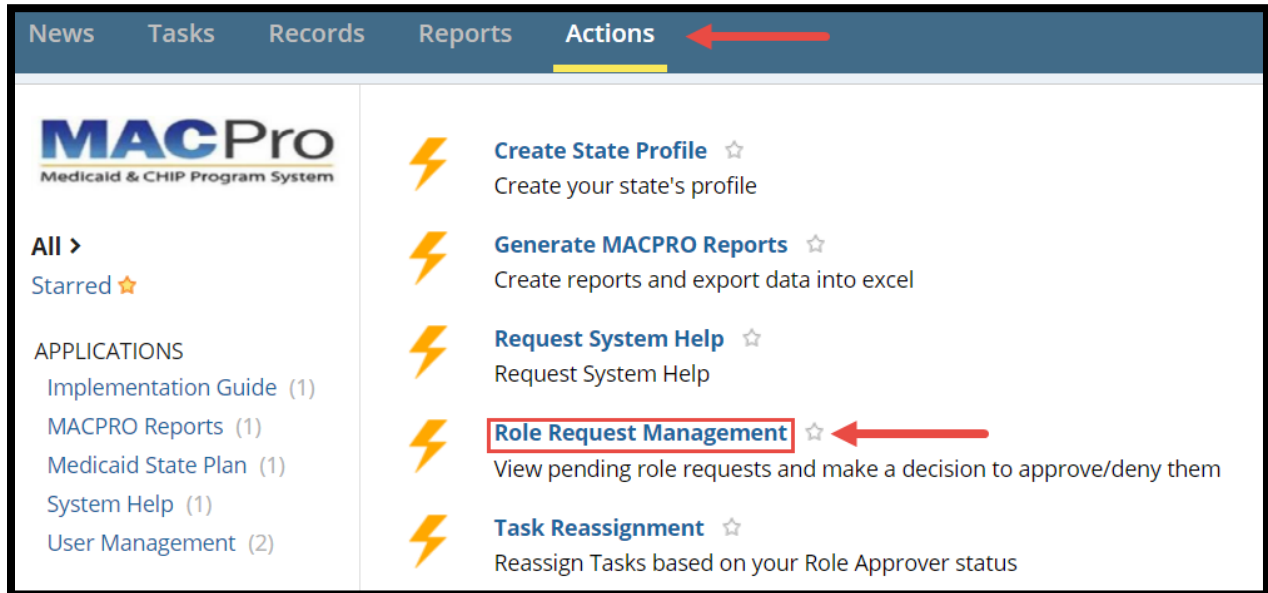 News Tasks Records Reports Actions
MACPro
Medicaid & CHIP Program System
All >
Starred
APPLICATIONS
Implementation Guide (1)
MACPRO Reports (1)
Medicaid State Plan (1)
System Help (1)
User Management (2)
Create State Profile
Create your state's profile
Generate MACPRO Reports
Create reports and export data into excel
Request System Help
Request System Help
Role Request Management
View pending role requests and make a decision to approve/deny them
Task Reassignment
Reassign Tasks based on your Role Approver status